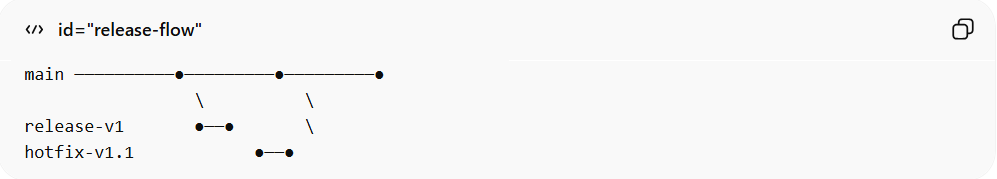 </> id="release-flow"
main ──────────●─────────●─────────●
                 \          \
release-v1       ●──●       \
hotfix-v1.1            ●──●